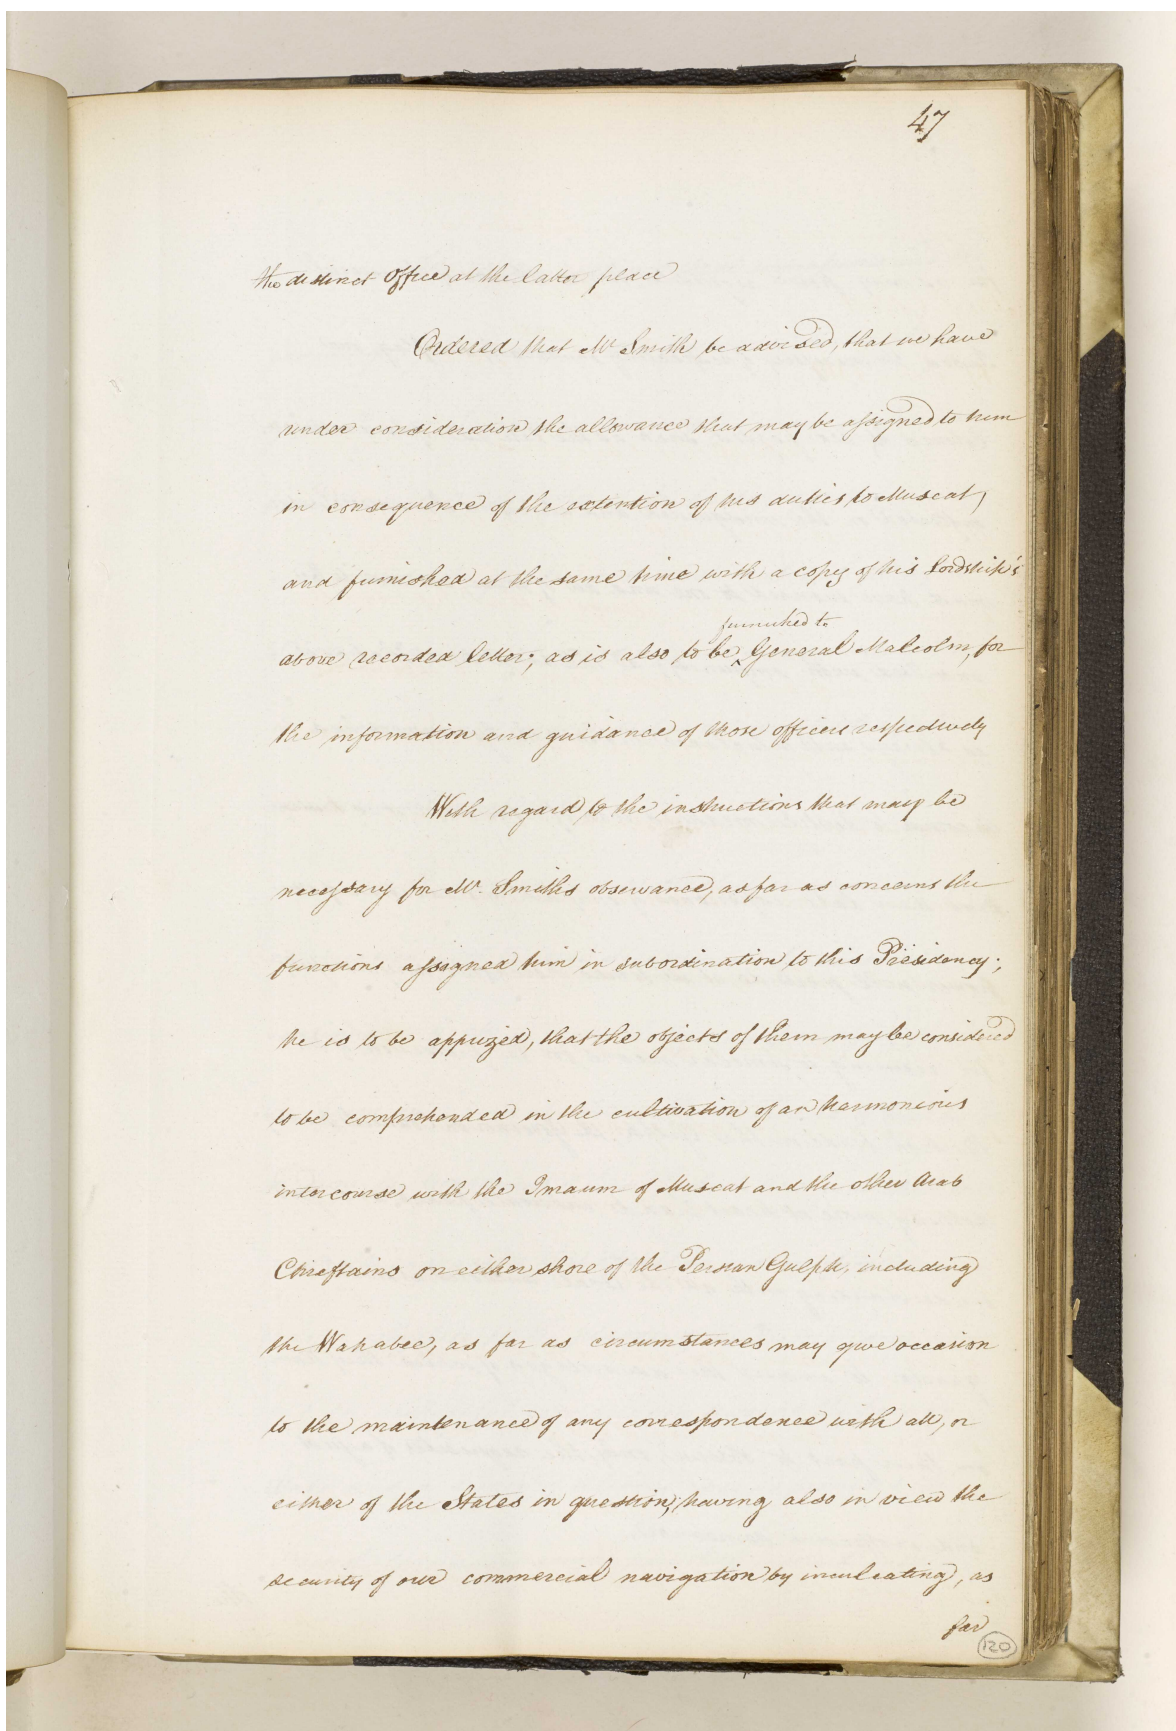 47
the distinct Office at the latter place
Ordered that Mr Smith be advised, that we have
under consideration the allowance that may be assigned to him
in consequence of the extention of his duties to Muscat,
and furnished at the same time with a copy of his Lordship's
furnished to
above recorded letter; as is also to be ^ General Malcolm, for
the information and guidance of those officers respectively
With regard to the instructions that may be
necessary for Mr. Smiths observance, as far as concerns the
functions assigned him in subordination to this Presidency;
he is to be apprized, that the objects of them may be considered
to be comprehended in the cultivation of an harmonious
intercourse with the Imaum of Muscat and the other Arab
Chieftains on either shore of the Persian Gulph, including
the Wahabee, as far as circumstances may give occasion
to the maintenance of any correspondence with all, or
either of the States in question, having also in view the
security of our commercial navigation by inculcating, as
far
120